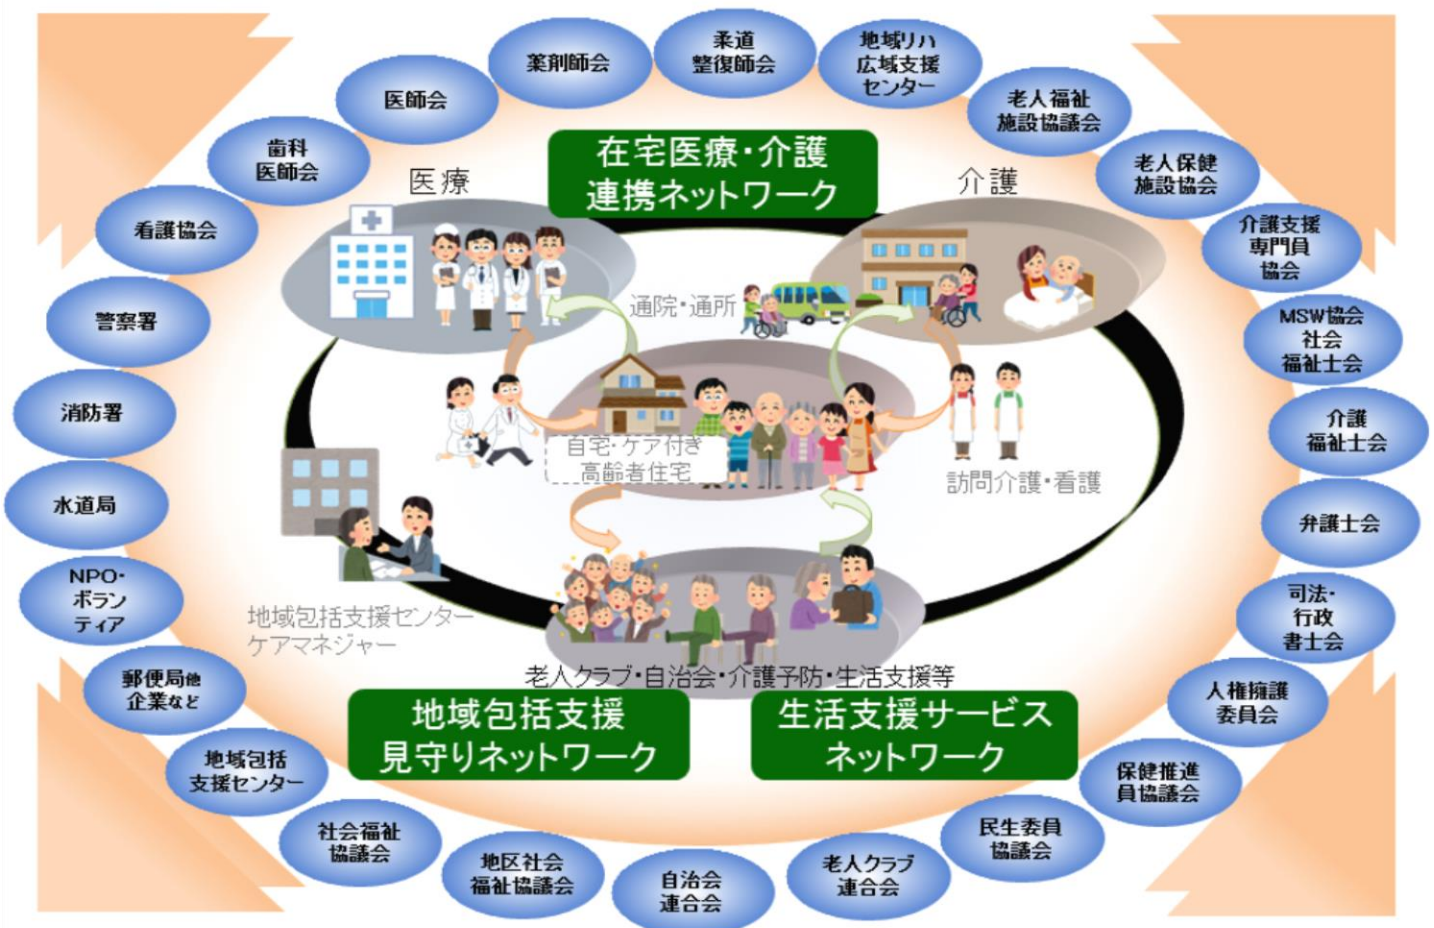 柔道
整復師会
薬剤師会
地域リハ
広域支援
センター
医師会
老人福祉
施設協議会
歯科
医師会
老人保健
施設協会
看護協会
介護支援
専門員
協会
警察署
MSW協会
社会
福祉士会
消防署
介護
福祉士会
水道局
弁護士会
NPO・
ボラン
ティア
司法・
行政
書士会
郵便局他
企業など
人権擁護
委員会
地域包括
支援センター
保健推進
員協議会
社会福祉
協議会
民生委員
協議会
地区社会
福祉協議会
老人クラブ
連合会
自治会
連合会
在宅医療・介護
連携ネットワーク
医療
介護
通院・通所
自宅・ケア付き
高齢者住宅
訪問介護・看護
地域包括支援センター
ケアマネジャー
老人クラブ・自治会・介護予防・生活支援等
地域包括支援
見守りネットワーク
生活支援サービス
ネットワーク